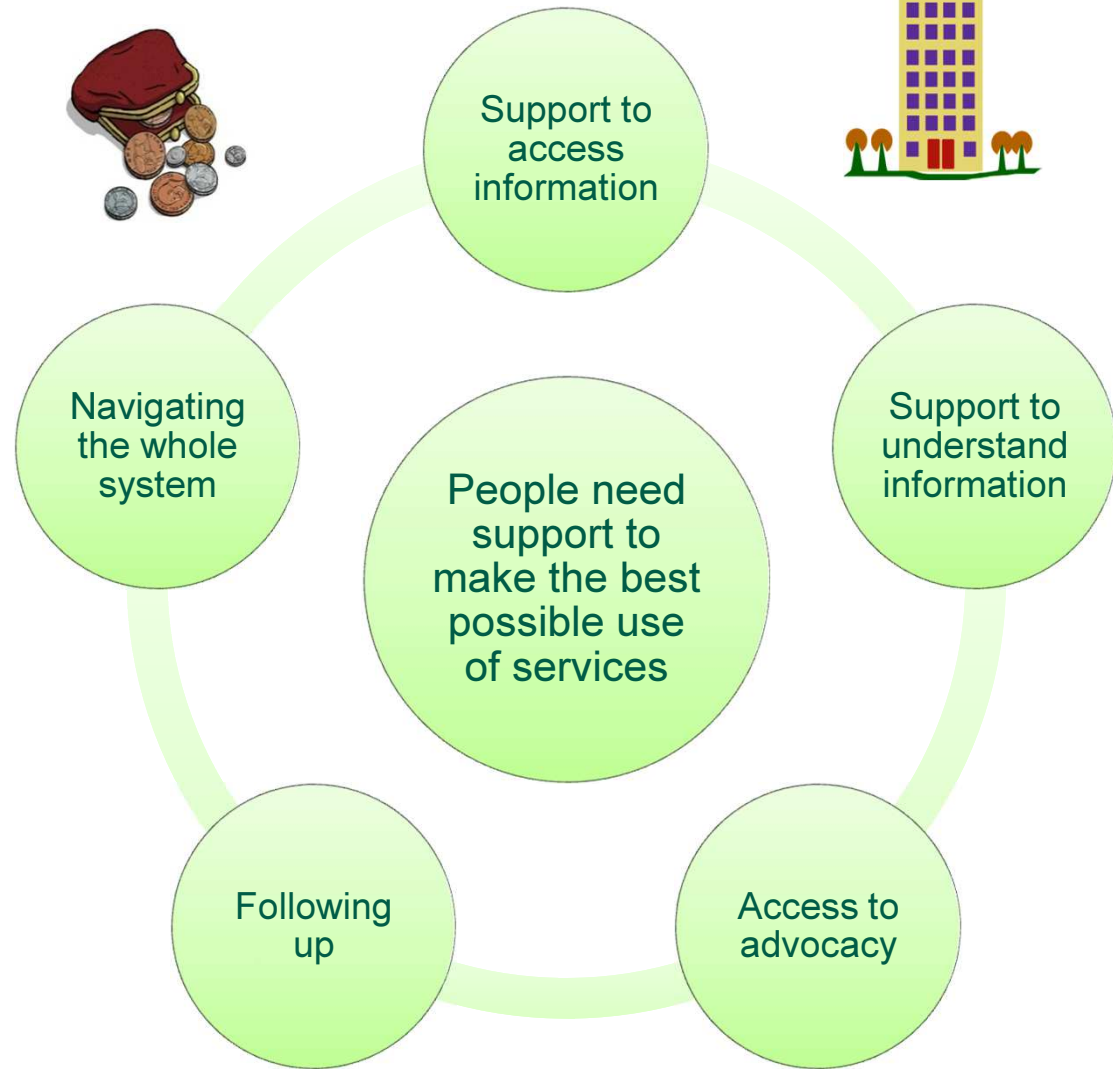 Support to
access
information
Support to
understand
information
Access to
advocacy
Following
up
Navigating
the whole
system
People need
support to
make the best
possible use
of services